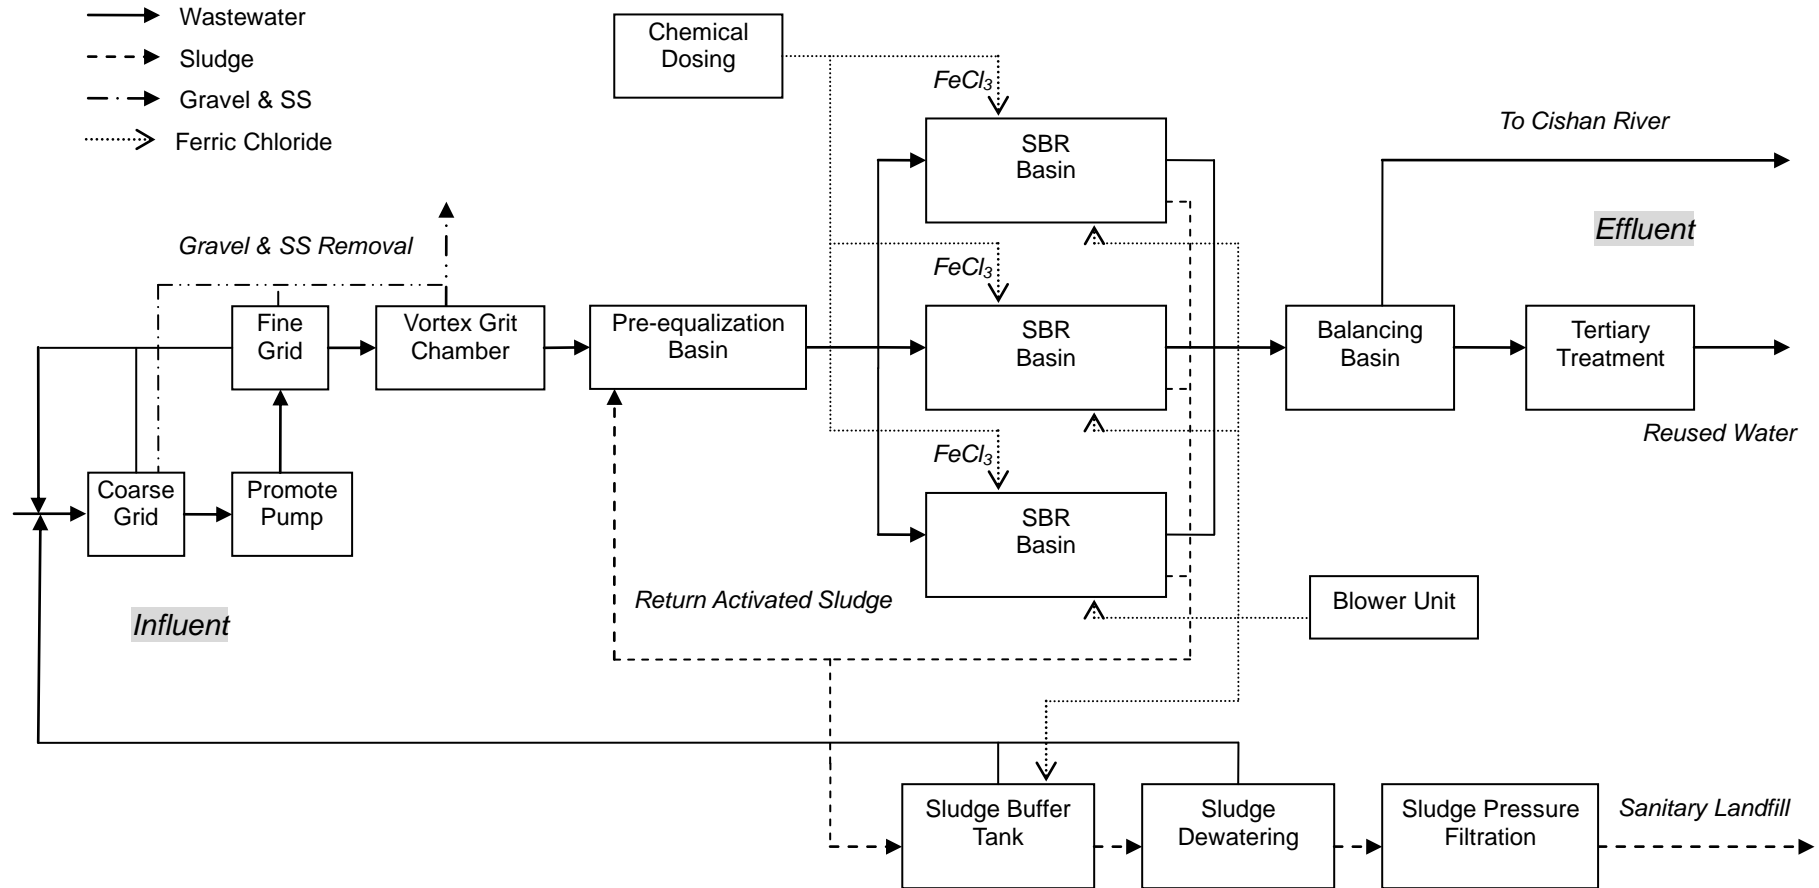 Wastewater
Sludge
Gravel & SS
Ferric Chloride
Chemical
Dosing
FeCl₃
SBR
Basin
To Cishan River
Effluent
Gravel & SS Removal
Fine
Grid
Vortex Grit
Chamber
Pre-equalization
Basin
FeCl₃
SBR
Basin
Balancing
Basin
Tertiary
Treatment
Reused Water
Coarse
Grid
Promote
Pump
FeCl₃
SBR
Basin
Influent
Return Activated Sludge
Blower Unit
Sludge Buffer
Tank
Sludge
Dewatering
Sludge Pressure
Filtration
Sanitary Landfill